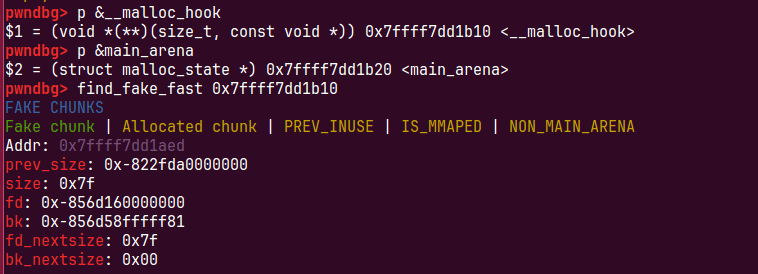 pwndbg> p &__malloc_hook
$1 = (void *(**)(size_t, const void *)) 0x7ffff7dd1b10 <__malloc_hook>
pwndbg> p &main_arena
$2 = (struct malloc_state *) 0x7ffff7dd1b20 <main_arena>
pwndbg> find_fake_fast 0x7ffff7dd1b10
FAKE CHUNKS
Fake chunk | Allocated chunk | PREV_INUSE | IS_MMAPED | NON_MAIN_ARENA
Addr: 0x7ffff7dd1aed
prev_size: 0x-822fda0000000
size: 0x7f
fd: 0x-856d160000000
bk: 0x-856d58fffff81
fd_nextsize: 0x7f
bk_nextsize: 0x00